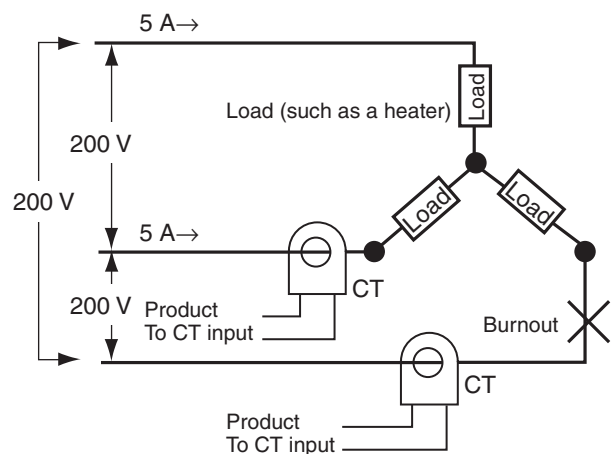 5 A→
Load
Load (such as a heater)
200 V
200 V
Load
Load
5 A→
CT
200 V
Product
To CT input
Burnout
CT
Product
To CT input